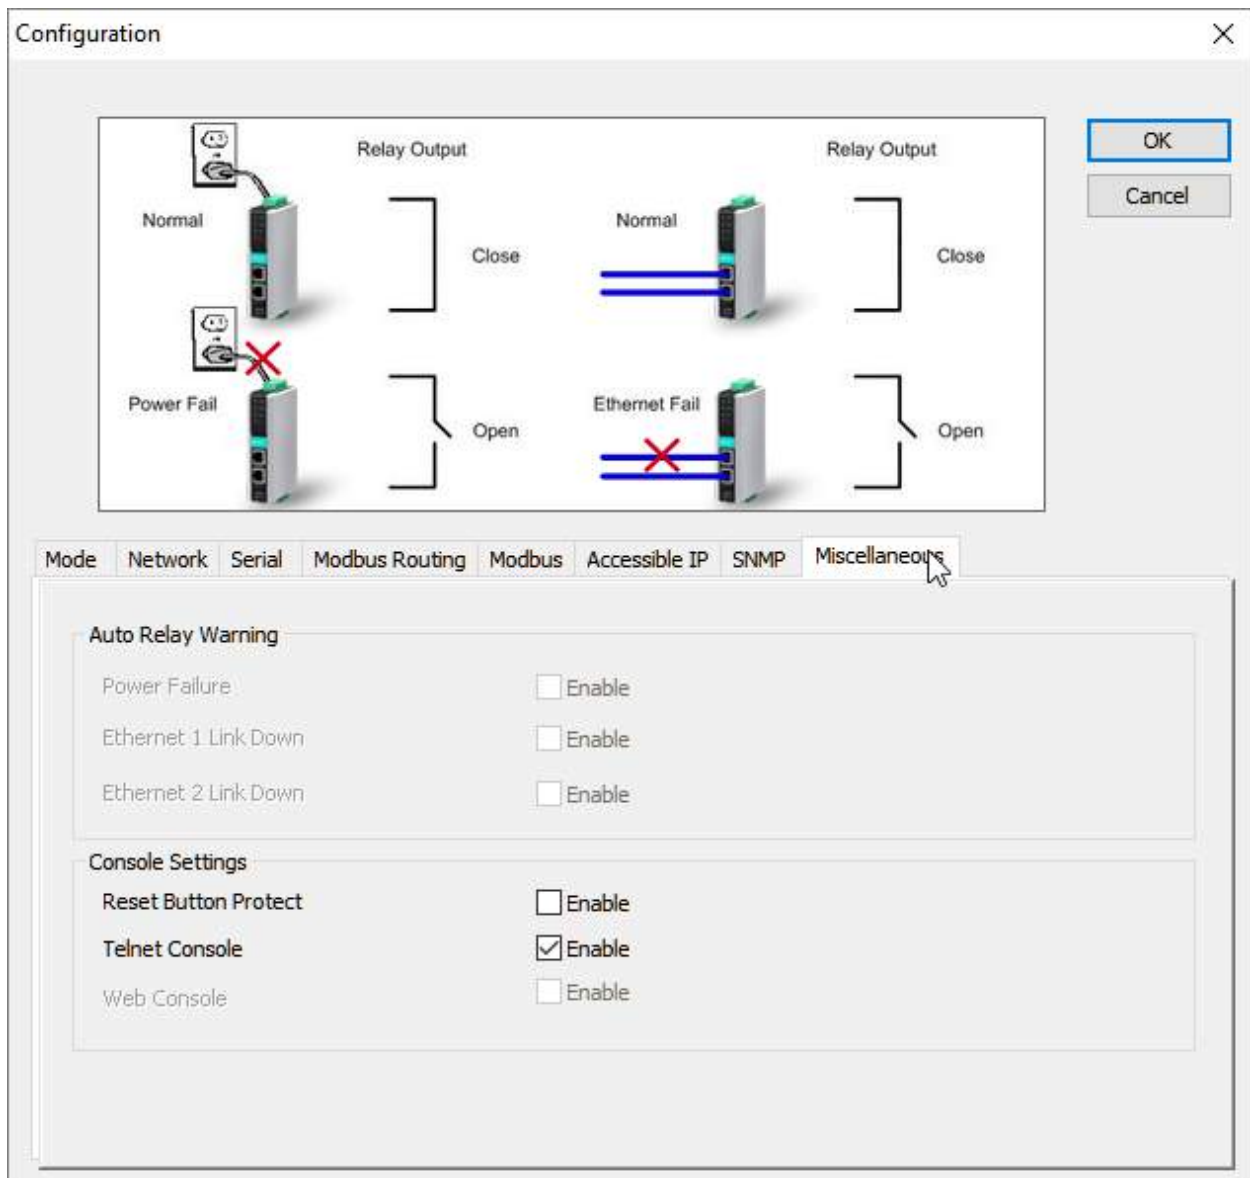 Configuration
Relay Output
Relay Output
OK
Cancel
Normal
Close
Normal
Close
Power Fail
Open
Ethernet Fail
Open
Mode Network Serial Modbus Routing Modbus Accessible IP SNMP Miscellaneous
Auto Relay Warning
Power Failure Enable
Ethernet 1 Link Down Enable
Ethernet 2 Link Down Enable
Console Settings
Reset Button Protect Enable
Telnet Console Enable
Web Console Enable